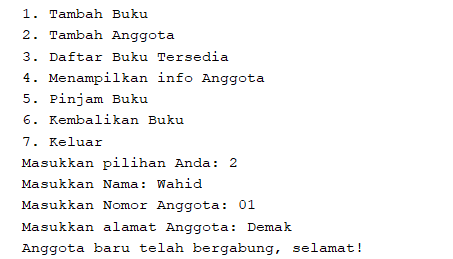 1. Tambah Buku
2. Tambah Anggota
3. Daftar Buku Tersedia
4. Menampilkan info Anggota
5. Pinjam Buku
6. Kembalikan Buku
7. Keluar
Masukkan pilihan Anda: 2
Masukkan Nama: Wahid
Masukkan Nomor Anggota: 01
Masukkan alamat Anggota: Demak
Anggota baru telah bergabung, selamat!